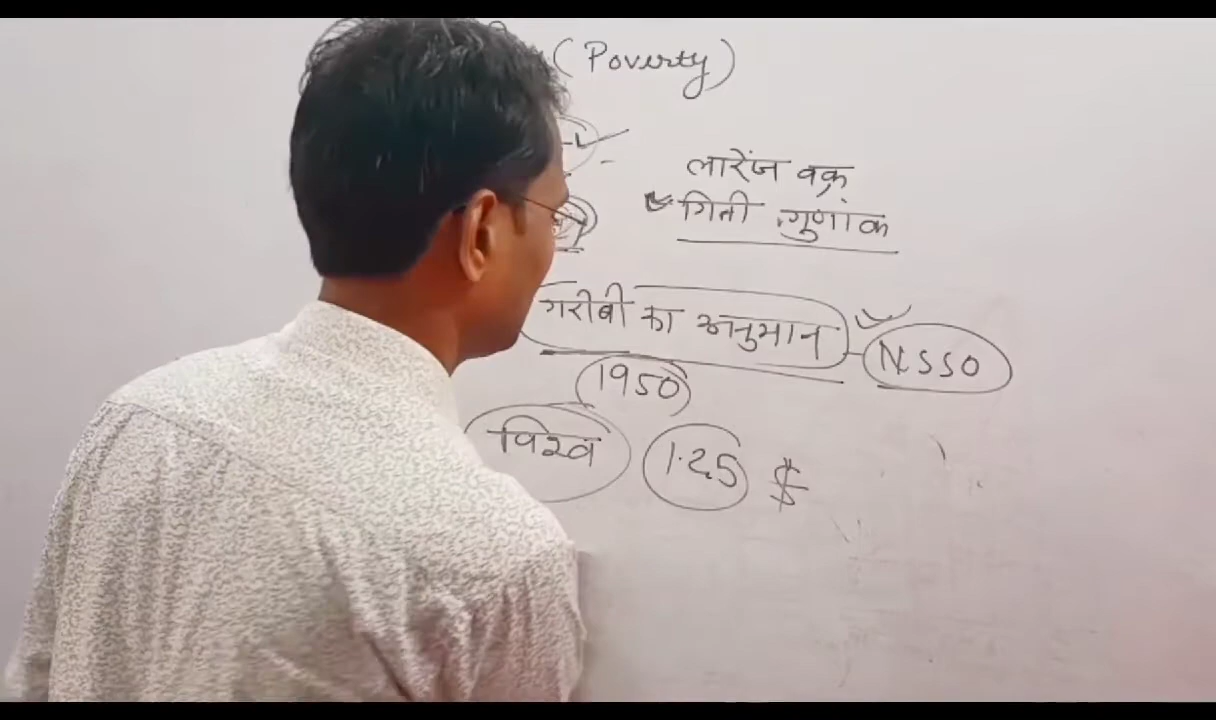 (Poverty)
लारेंज वक्र
गिनी गुणांक
गरीबी का अनुमान NSSO
1950
विश्व 1.25 $